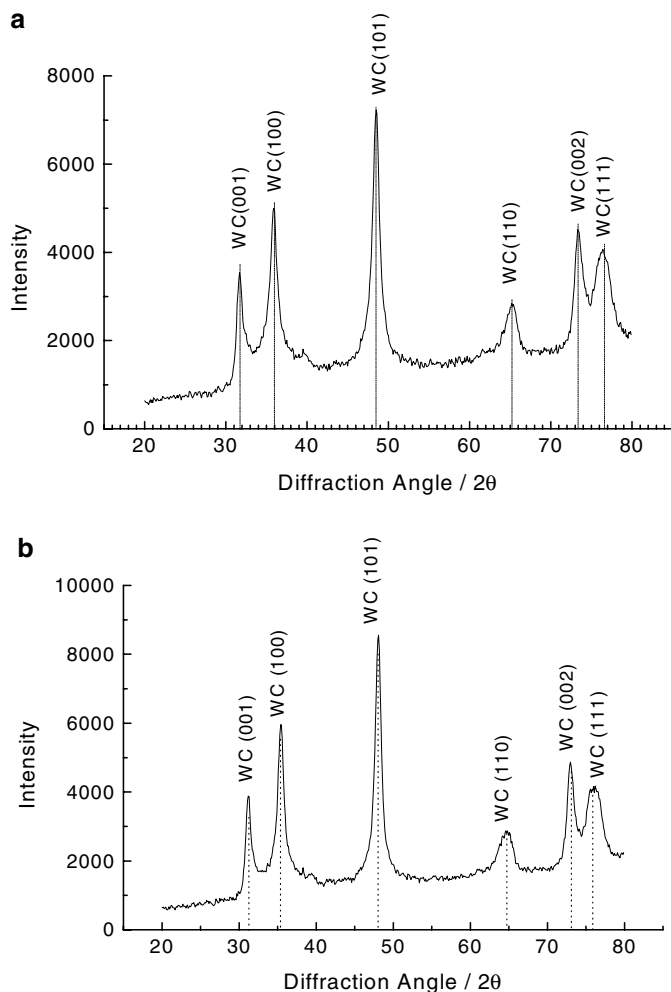 a
WC(001)
WC(100)
WC(101)
WC(110)
WC(002)
WC(111)
8000
6000
4000
2000
0
Intensity
20 30 40 50 60 70 80
Diffraction Angle / 2θ
b
WC (001)
WC (100)
WC (101)
WC (110)
WC (002)
WC (111)
10000
8000
6000
4000
2000
0
Intensity
20 30 40 50 60 70 80
Diffraction Angle / 2θ